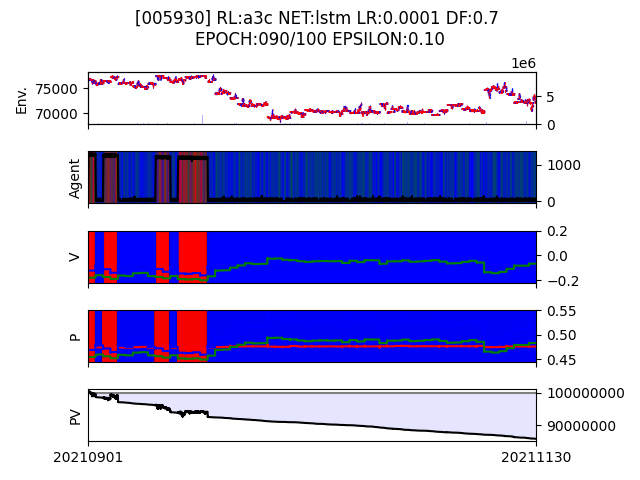 [005930] RL:a3c NET:lstm LR:0.0001 DF:0.7
EPOCH:090/100 EPSILON:0.10
1e6
Env.
75000
70000
5
0
Agent
1000
0
V
0.2
0.0
−0.2
P
0.55
0.50
0.45
PV
100000000
90000000
20210901
20211130